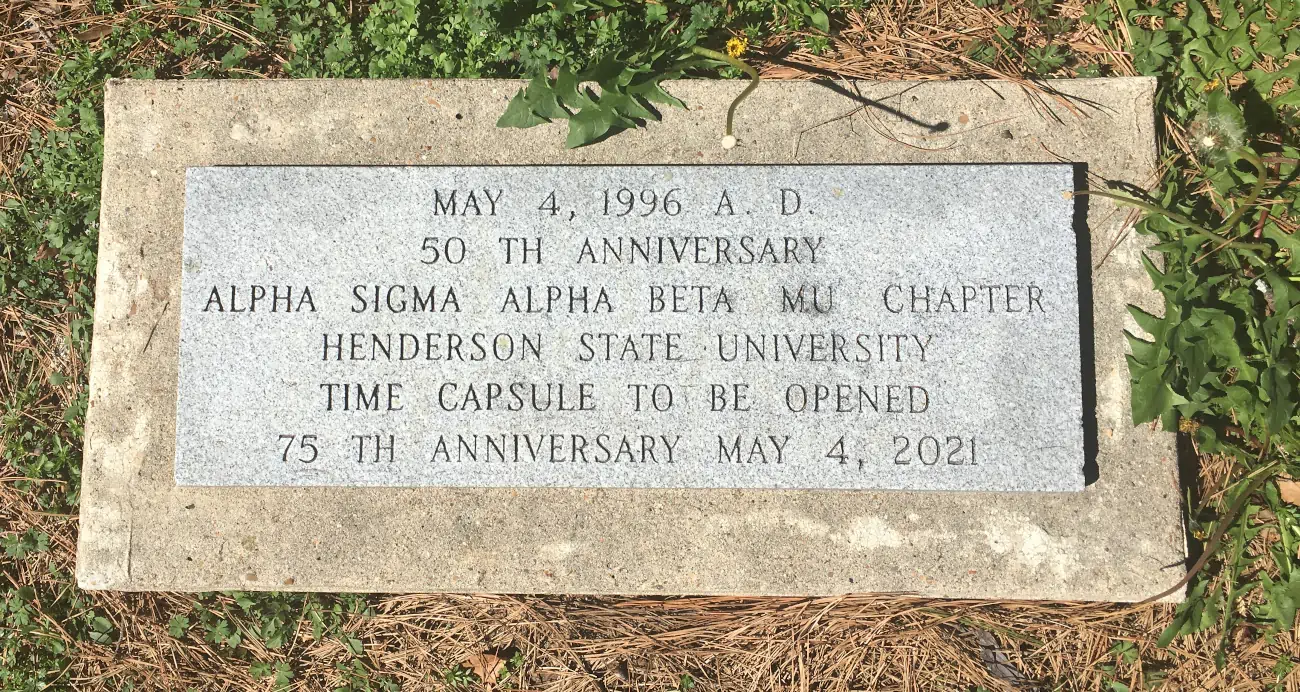 MAY 4, 1996 A. D.
50 TH ANNIVERSARY
ALPHA SIGMA ALPHA BETA MU CHAPTER
HENDERSON STATE UNIVERSITY
TIME CAPSULE TO BE OPENED
75 TH ANNIVERSARY MAY 4, 2021